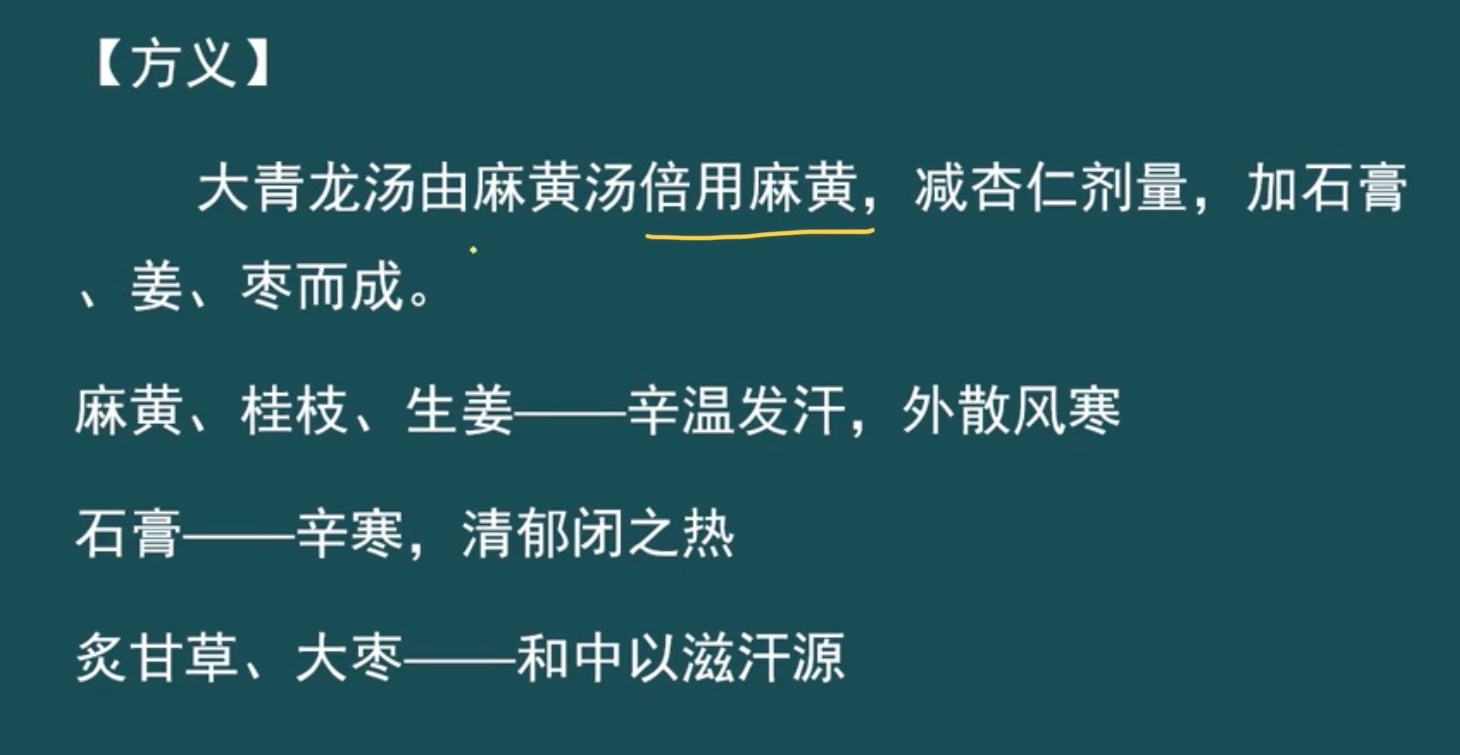 【方义】
大青龙汤由麻黄汤倍用麻黄，减杏仁剂量，加石膏
、姜、枣而成。
麻黄、桂枝、生姜——辛温发汗，外散风寒
石膏——辛寒，清郁闭之热
炙甘草、大枣——和中以滋汗源